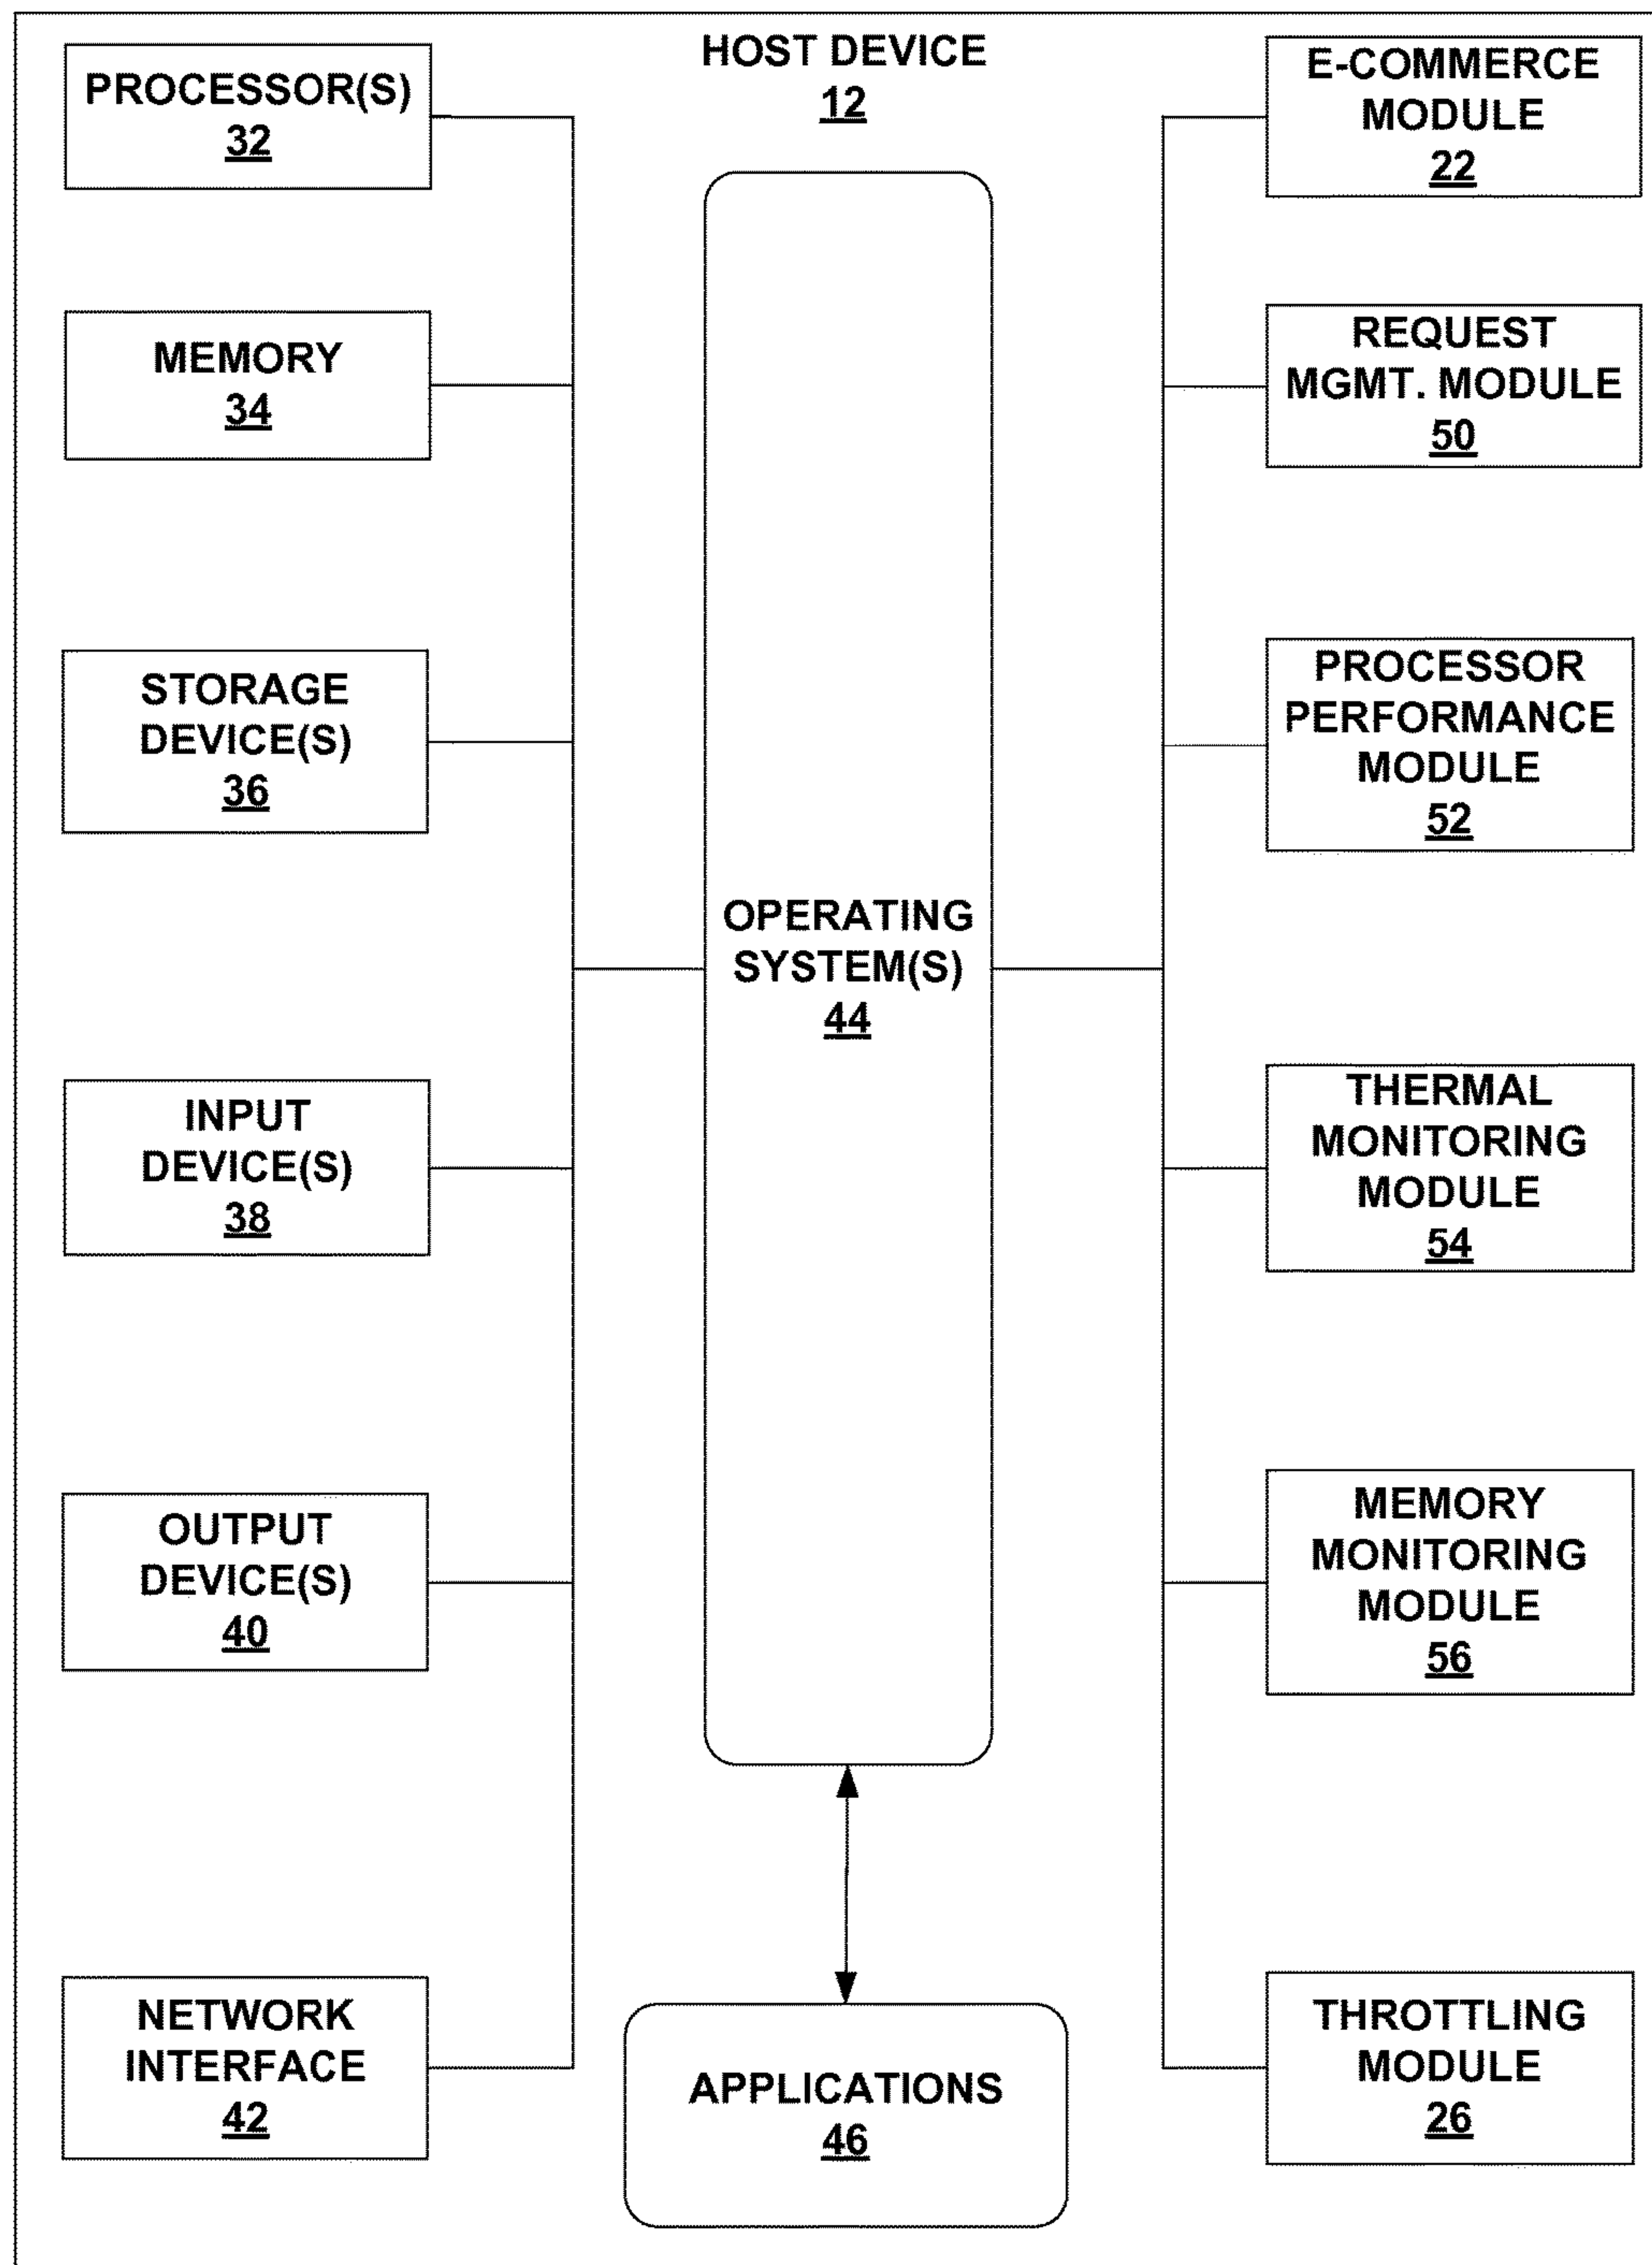 HOST DEVICE
12
PROCESSOR(S)
32
MEMORY
34
STORAGE
DEVICE(S)
36
INPUT
DEVICE(S)
38
OUTPUT
DEVICE(S)
40
NETWORK
INTERFACE
42
OPERATING
SYSTEM(S)
44
APPLICATIONS
46
E-COMMERCE
MODULE
22
REQUEST
MGMT. MODULE
50
PROCESSOR
PERFORMANCE
MODULE
52
THERMAL
MONITORING
MODULE
54
MEMORY
MONITORING
MODULE
56
THROTTLING
MODULE
26